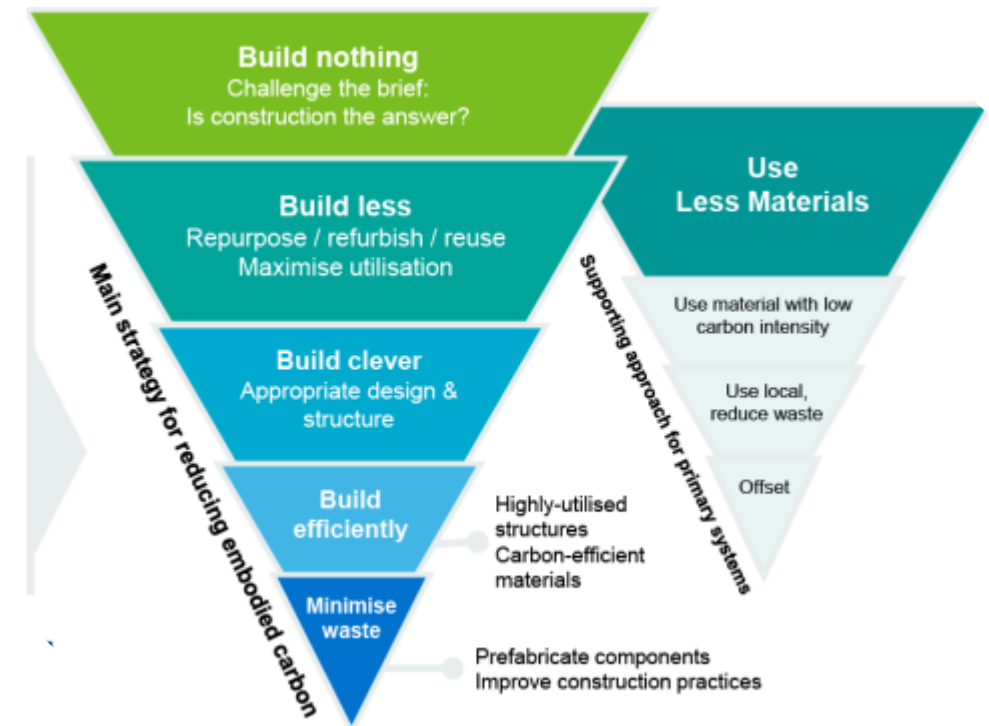 Build nothing
Challenge the brief:
Is construction the answer?
Build less
Repurpose / refurbish / reuse
Maximise utilisation
Build clever
Appropriate design &
structure
Build
efficiently
Highly-utilised
structures
Carbon-efficient
materials
Minimise
waste
Prefabricate components
Improve construction practices
Main strategy for reducing embodied carbon
Use
Less Materials
Use material with low
carbon intensity
Use local,
reduce waste
Offset
Supporting approach for primary systems